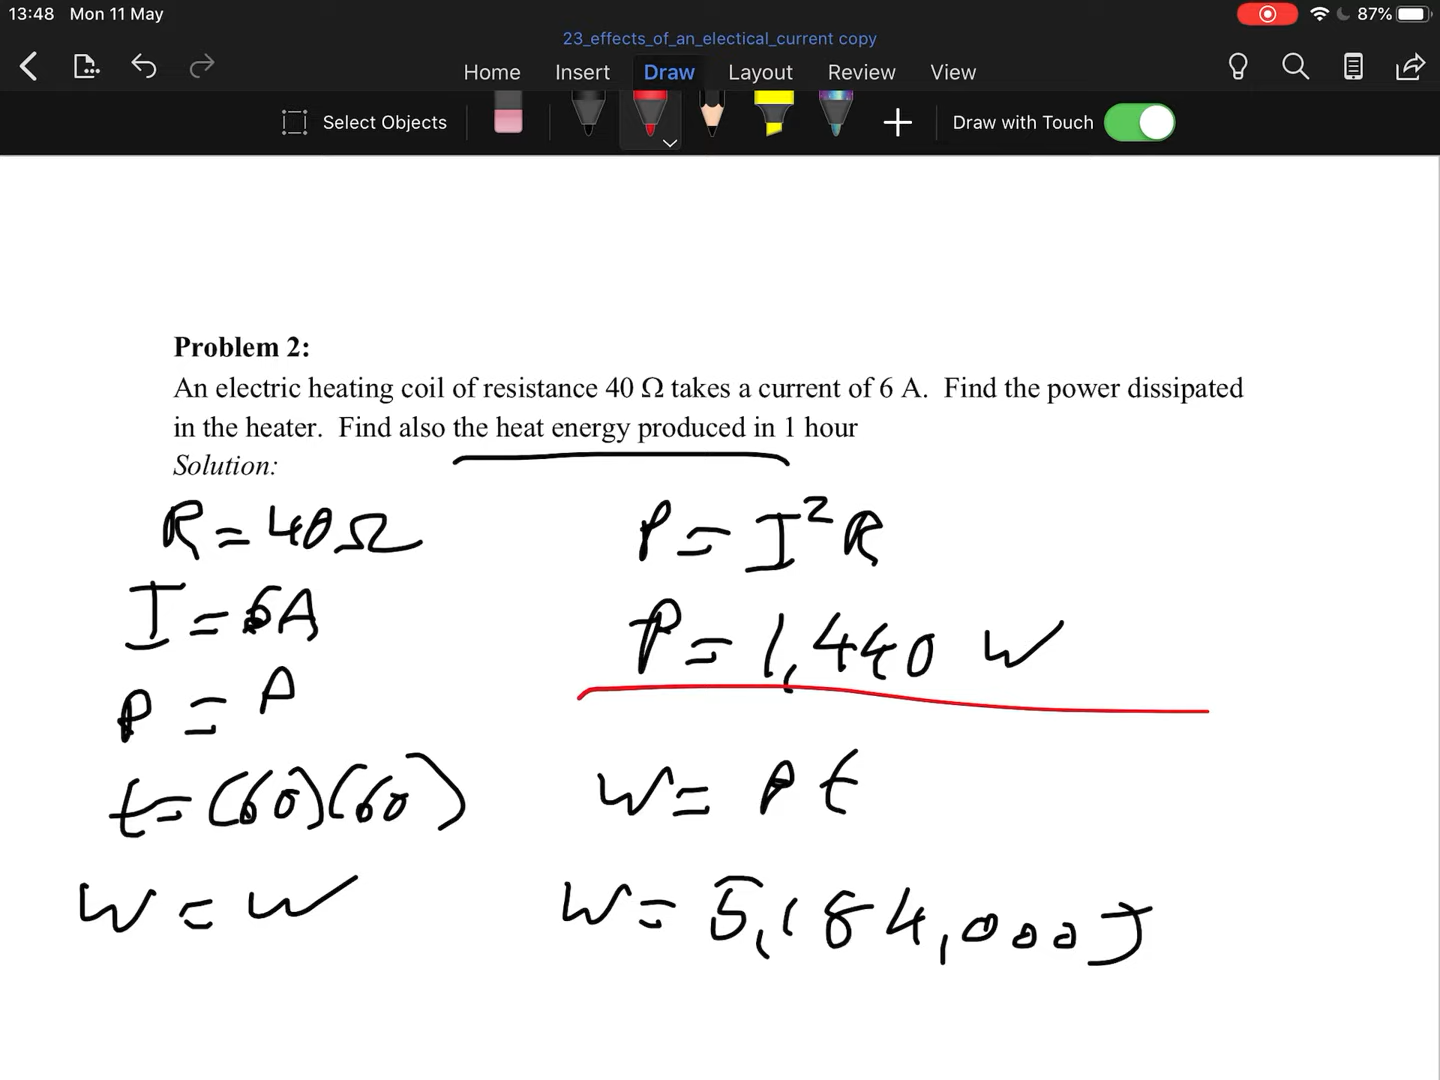 13:48 Mon 11 May 87%
23_effects_of_an_electical_current copy
Home Insert Draw Layout Review View
Select Objects Draw with Touch
Problem 2:
An electric heating coil of resistance 40 Ω takes a current of 6 A. Find the power dissipated
in the heater. Find also the heat energy produced in 1 hour
Solution:
R = 40Ω
I = 6A
P = P
t = (60)(60)
W = W
P = I²R
P = 1,440 W
W = Pt
W = 5,184,000J